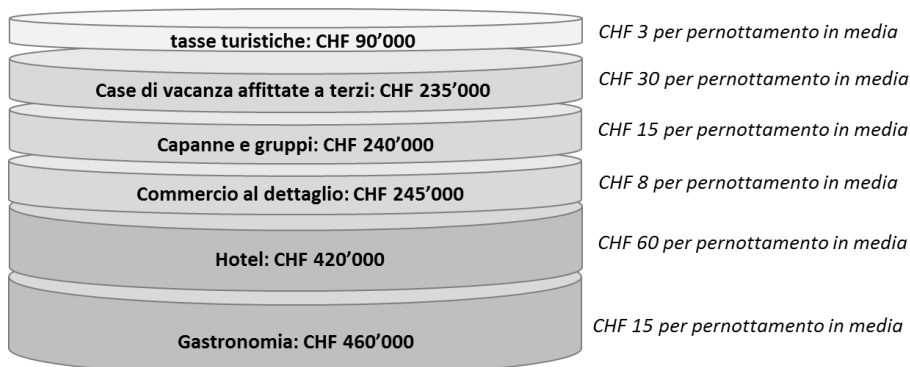 tasse turistiche: CHF 90’000
CHF 3 per pernottamento in media
Case di vacanza affittate a terzi: CHF 235’000
CHF 30 per pernottamento in media
Capanne e gruppi: CHF 240’000
CHF 15 per pernottamento in media
Commercio al dettaglio: CHF 245’000
CHF 8 per pernottamento in media
Hotel: CHF 420’000
CHF 60 per pernottamento in media
Gastronomia: CHF 460’000
CHF 15 per pernottamento in media